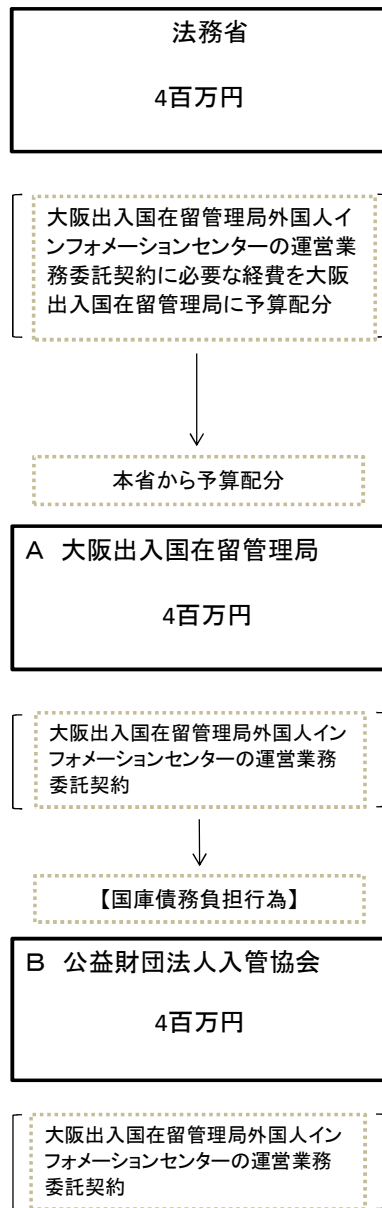 法務省
4百万円
大阪出入国在留管理局外国人イ
ンフォメーションセンターの運営業
務委託契約に必要な経費を大阪
出入国在留管理局に予算配分
本省から予算配分
A 大阪出入国在留管理局
4百万円
大阪出入国在留管理局外国人イン
フォメーションセンターの運営業務
委託契約
【国庫債務負担行為】
B 公益財団法人入管協会
4百万円
大阪出入国在留管理局外国人イン
フォメーションセンターの運営業務
委託契約